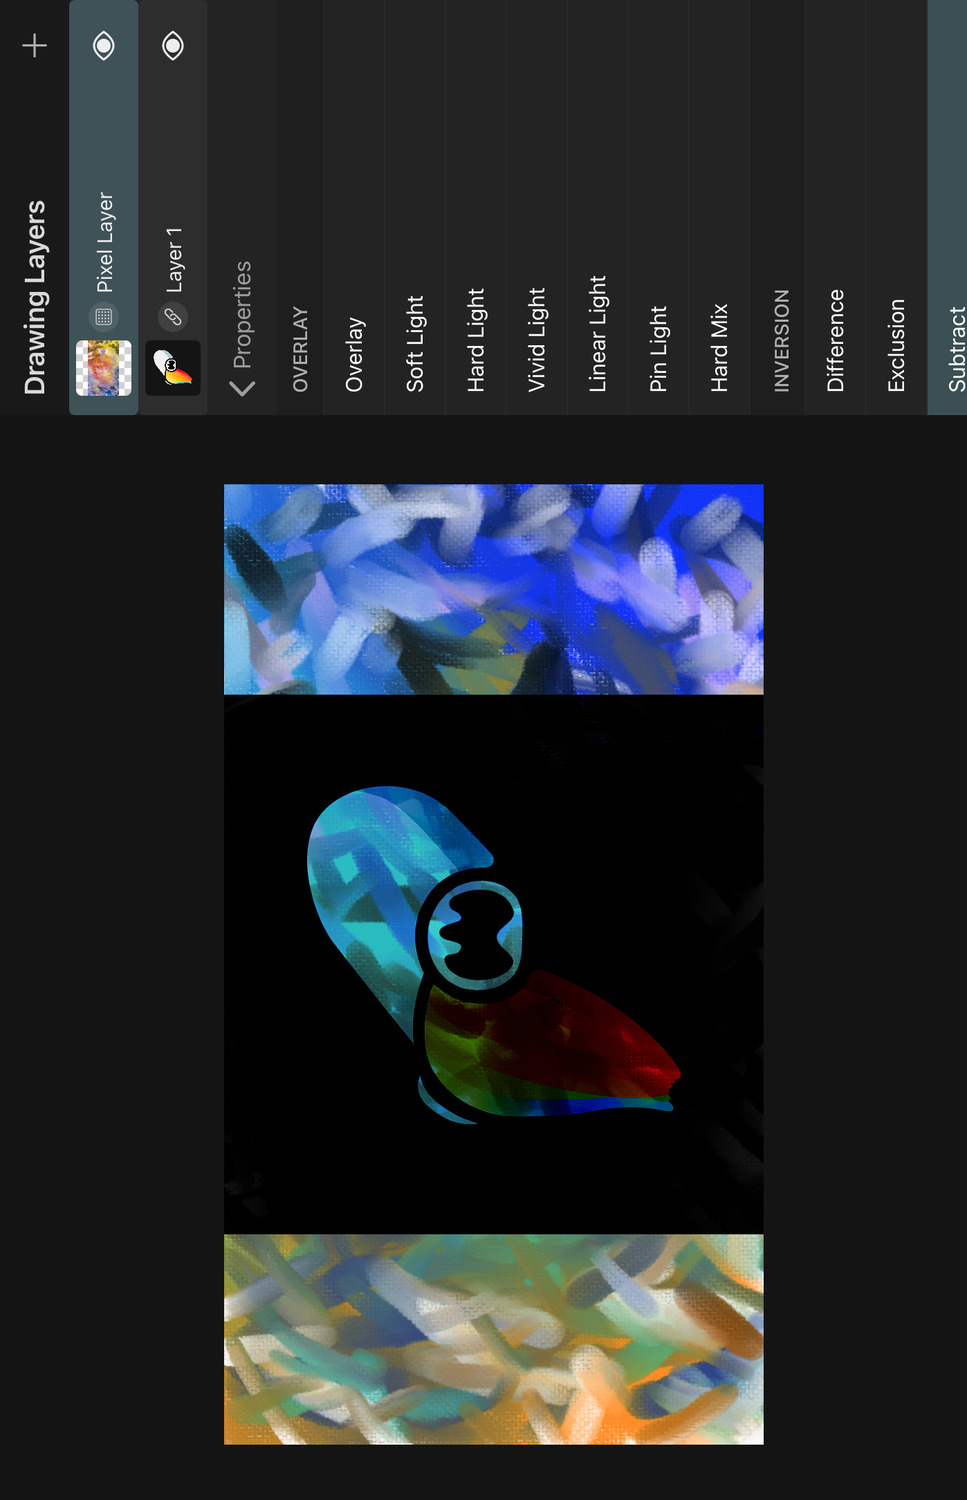 Drawing Layers
Pixel Layer
Layer 1
Properties
OVERLAY
Overlay
Soft Light
Hard Light
Vivid Light
Linear Light
Pin Light
Hard Mix
INVERSION
Difference
Exclusion
Subtract